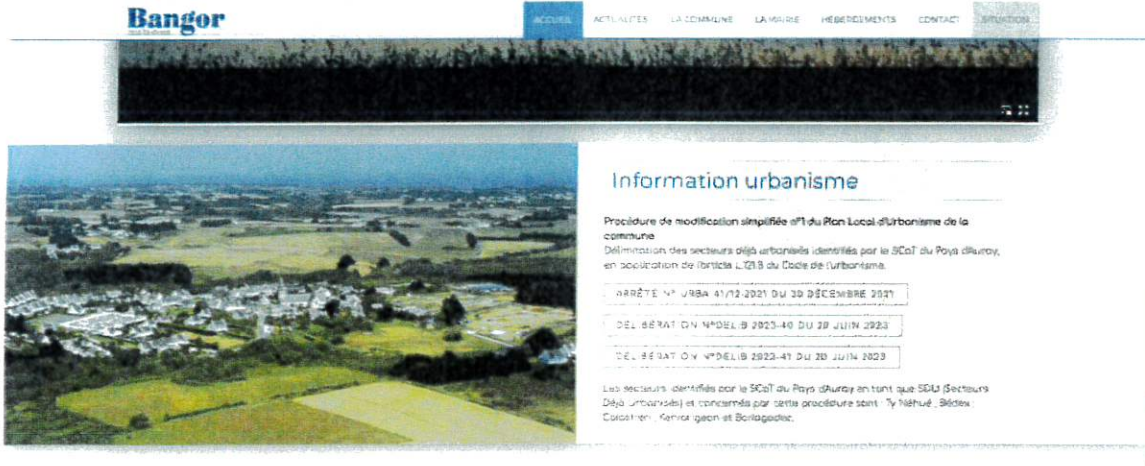 Bangor
ACCUEIL ACTUALITÉS LA COMMUNE LA MAIRIE HÉBERGEMENTS CONTACT SITUATION
Information urbanisme
Procédure de modification simplifiée n°1 du Plan Local d'Urbanisme de la
commune
Délimitation des secteurs déjà urbanisés identifiés par le SCoT du Pays d'Auray,
en application de l'article L.121.8 du Code de l'urbanisme.
ARRÊTÉ N° URBA 41/12-2021 DU 30 DÉCEMBRE 2021
DELIBÉRATION N°DELIB 2023-40 DU 20 JUIN 2023
DELIBÉRATION N°DELIB 2023-41 DU 20 JUIN 2023
Les secteurs identifiés par le SCoT du Pays d'Auray en tant que SDU (Secteurs
Déjà Urbanisés) et concernés par cette procédure sont : Ty Néhué, Bédex,
et Borlagadec.